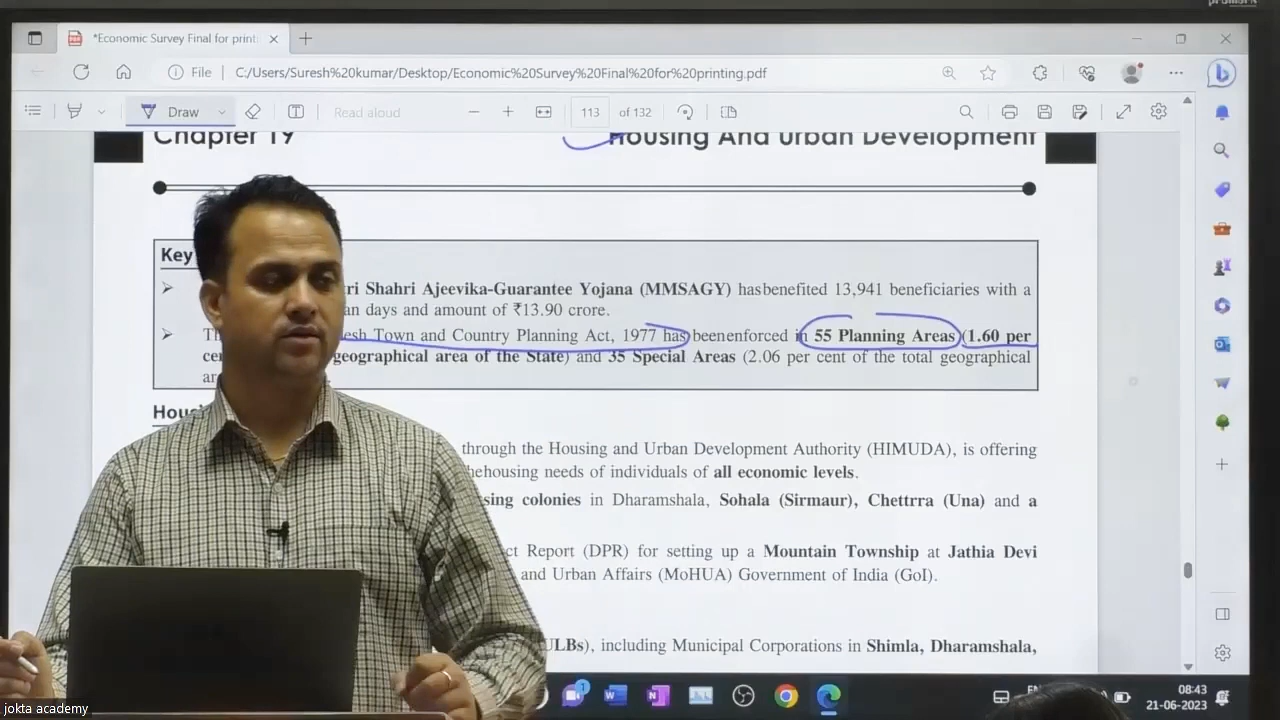 *Economic Survey Final for print
File C:/Users/Suresh%20kumar/Desktop/Economic%20Survey%20Final%20for%20printing.pdf
Draw Read aloud 113 of 132
Chapter 19 Housing And Urban Development
Key
ri Shahri Ajeevika-Guarantee Yojana (MMSAGY) hasbenefited 13,941 beneficiaries with a
an days and amount of ₹13.90 crore.
Th esh Town and Country Planning Act, 1977 has beenenforced in 55 Planning Areas (1.60 per
cen geographical area of the State) and 35 Special Areas (2.06 per cent of the total geographical
are
Hous
through the Housing and Urban Development Authority (HIMUDA), is offering
hehousing needs of individuals of all economic levels.
sing colonies in Dharamshala, Sohala (Sirmaur), Chettrra (Una) and a
ct Report (DPR) for setting up a Mountain Township at Jathia Devi
and Urban Affairs (MoHUA) Government of India (GoI).
ULBs), including Municipal Corporations in Shimla, Dharamshala,
08:43
21-06-2023
jokta academy